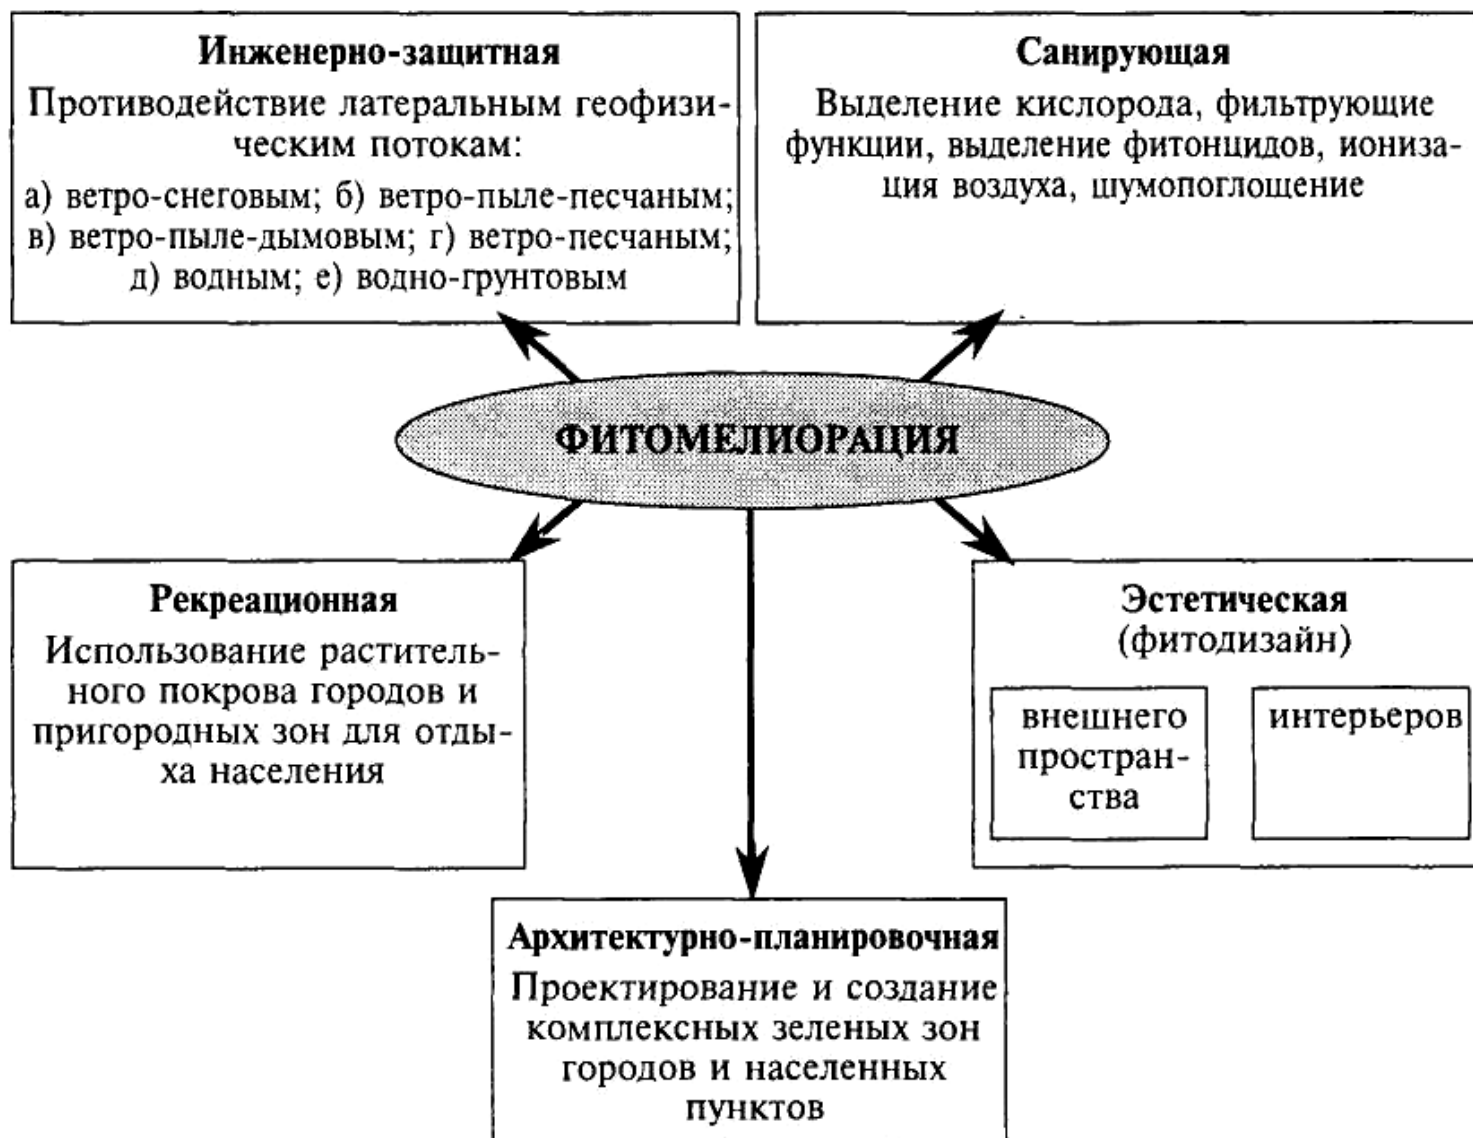 Инженерно-защитная
Противодействие латеральным геофизи-
ческим потокам:
а) ветро-снеговым; б) ветро-пыле-песчаным;
в) ветро-пыле-дымовым; г) ветро-песчаным;
д) водным; е) водно-грунтовым
Санирующая
Выделение кислорода, фильтрующие
функции, выделение фитонцидов, иониза-
ция воздуха, шумопоглощение
ФИТОМЕЛИОРАЦИЯ
Рекреационная
Использование раститель-
ного покрова городов и
пригородных зон для отды-
ха населения
Эстетическая
(фитодизайн)
внешнего
простран-
ства
интерьеров
Архитектурно-планировочная
Проектирование и создание
комплексных зеленых зон
городов и населенных
пунктов